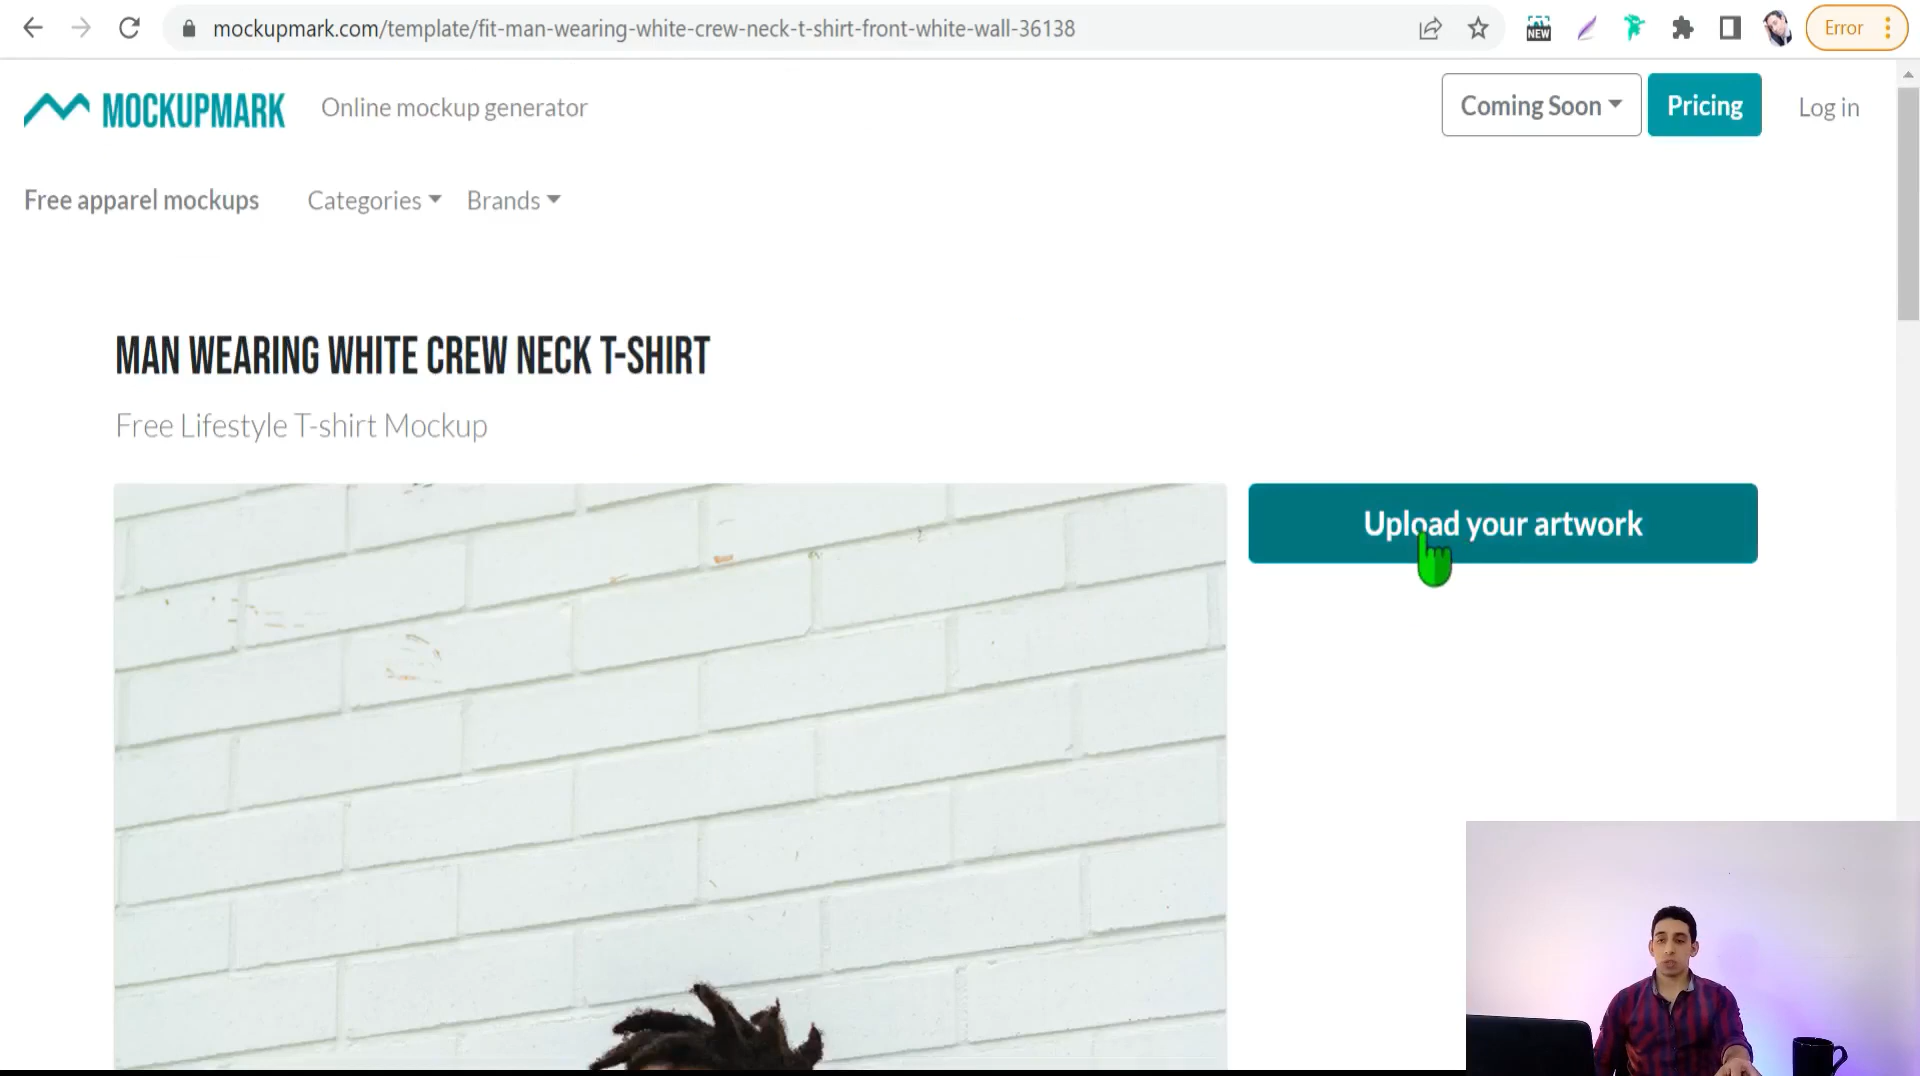 mockupmark.com/template/fit-man-wearing-white-crew-neck-t-shirt-front-white-wall-36138
NEW
Error
MOCKUPMARK
Online mockup generator
Coming Soon
Pricing
Log in
Free apparel mockups
Categories
Brands
MAN WEARING WHITE CREW NECK T-SHIRT
Free Lifestyle T-shirt Mockup
Upload your artwork